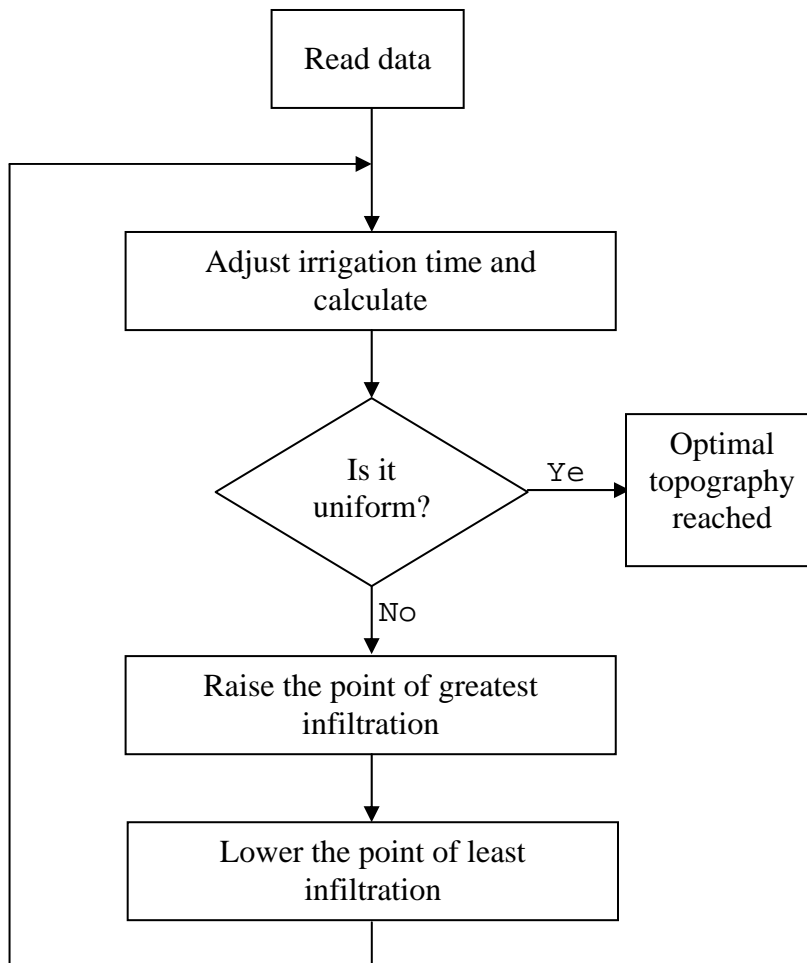 Read data
Adjust irrigation time and
calculate
Is it
uniform?
Ye
Optimal
topography
reached
No
Raise the point of greatest
infiltration
Lower the point of least
infiltration